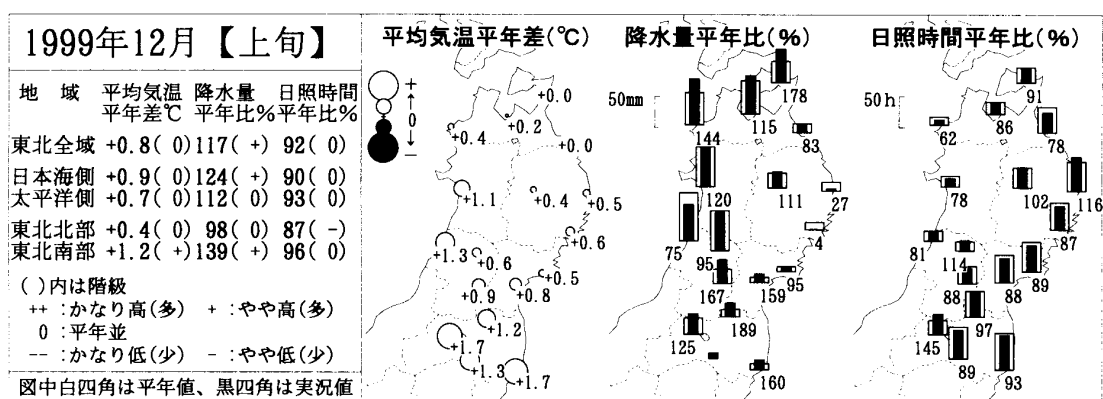 1999年12月【上旬】
地　域 平均気温 降水量 日照時間
平年差℃ 平年比% 平年比%
東北全域 +0.8( 0) 117( +) 92( 0)
日本海側 +0.9( 0) 124( +) 90( 0)
太平洋側 +0.7( 0) 112( 0) 93( 0)
東北北部 +0.4( 0) 98( 0) 87( -)
東北南部 +1.2( +) 139( +) 96( 0)
( )内は階級
++ :かなり高(多) + :やや高(多)
0 :平年並
-- :かなり低(少) - :やや低(少)
図中白四角は平年値、黒四角は実況値
平均気温平年差(℃)
+
0
-
+0.0
+0.2
+0.4
+0.0
+1.1
+0.4
+0.5
+0.6
+1.3
+0.6
+0.5
+0.9
+0.8
+1.2
+1.7
+1.3
+1.7
降水量平年比(%)
50mm
178
115
144
83
120
111
27
4
75
95
95
167
159
189
125
160
日照時間平年比(%)
50h
91
86
62
78
78
102
116
87
81
114
89
88
88
97
145
89
93